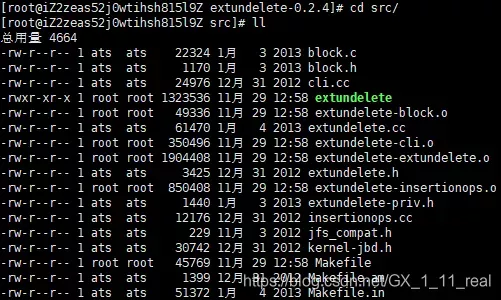 [root@iZ2zeas52j0wtihsh815l9Z extundelete-0.2.4]# cd src/
[root@iZ2zeas52j0wtihsh815l9Z src]# ll
总用量 4664
-rw-r--r-- 1 ats ats 22324 1月 3 2013 block.c
-rw-r--r-- 1 ats ats 1170 1月 3 2013 block.h
-rw-r--r-- 1 ats ats 24976 12月 31 2012 cli.cc
-rwxr-xr-x 1 root root 1323536 11月 29 12:58 extundelete
-rw-r--r-- 1 root root 49336 11月 29 12:58 extundelete-block.o
-rw-r--r-- 1 ats ats 61470 1月 4 2013 extundelete.cc
-rw-r--r-- 1 root root 350496 11月 29 12:58 extundelete-cli.o
-rw-r--r-- 1 root root 1904408 11月 29 12:58 extundelete-extundelete.o
-rw-r--r-- 1 ats ats 3425 12月 31 2012 extundelete.h
-rw-r--r-- 1 root root 850408 11月 29 12:58 extundelete-insertionops.o
-rw-r--r-- 1 ats ats 1440 1月 3 2013 extundelete-priv.h
-rw-r--r-- 1 ats ats 12176 12月 31 2012 insertionops.cc
-rw-r--r-- 1 ats ats 229 11月 3 2012 jfs_compat.h
-rw-r--r-- 1 ats ats 30742 12月 31 2012 kernel-jbd.h
-rw-r--r-- 1 root root 45769 11月 29 12:58 Makefile
-rw-r--r-- 1 ats ats 1399 12月 31 2012 Makefile.am
-rw-r--r-- 1 ats ats 51372 1月 4 2013 Makefile.in
https://blog.csdn.net/GX_1_11_real